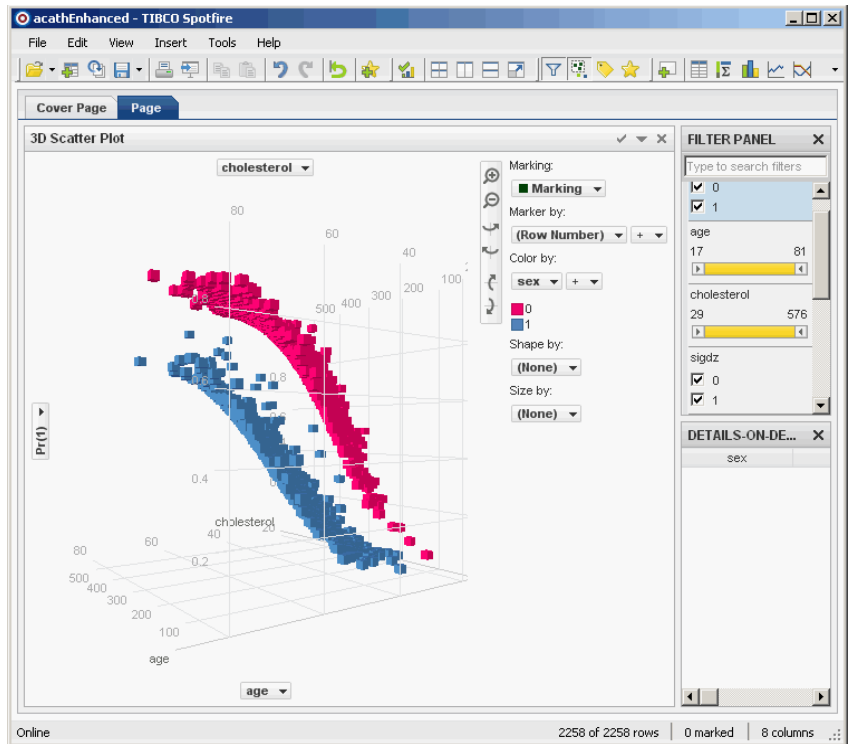 acathEnhanced - TIBCO Spotfire
File Edit View Insert Tools Help
Cover Page Page
3D Scatter Plot
cholesterol
80
60
40
500 400 300 200 100
0.8
0.8
0.6
0.4
0.2
cholesterol
80 60 40 20
500
400
300
200
100
age
Pr(1)
age
Marking:
Marking
Marker by:
(Row Number) +
Color by:
sex +
0
1
Shape by:
(None)
Size by:
(None)
FILTER PANEL
Type to search filters
0
1
age
17 81
cholesterol
29 576
sigdz
0
1
DETAILS-ON-DE...
sex
Online 2258 of 2258 rows 0 marked 8 columns